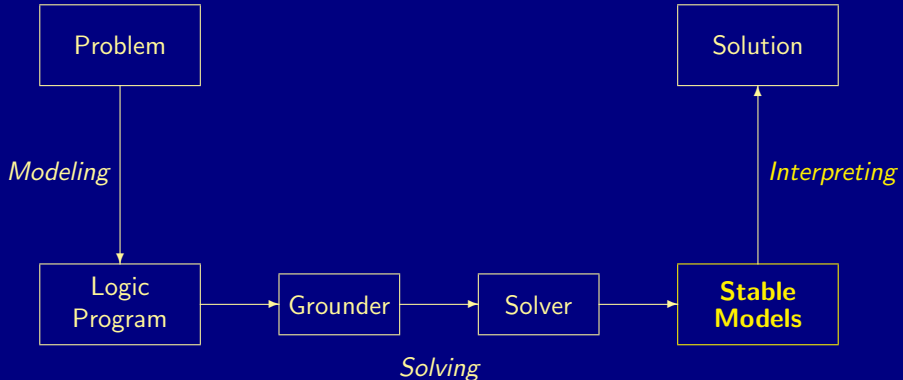 Problem
Solution
Modeling
Interpreting
Logic
Program
Grounder
Solver
Stable
Models
Solving